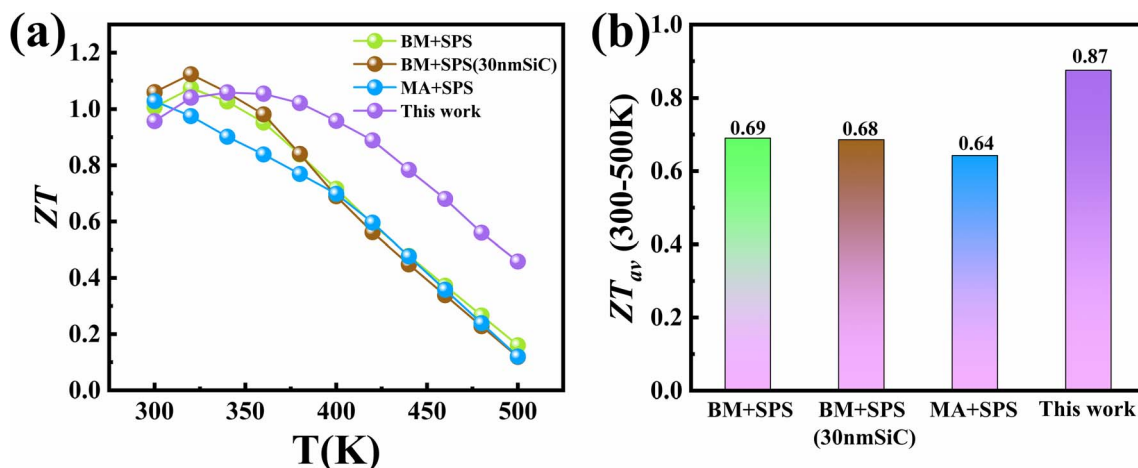 (a)
ZT
1.2
1.0
0.8
0.6
0.4
0.2
0.0
300
350
400
450
500
T(K)
BM+SPS
BM+SPS(30nmSiC)
MA+SPS
This work
(b)
ZTav (300-500K)
1.0
0.8
0.6
0.4
0.2
0.0
0.69
0.68
0.64
0.87
BM+SPS
BM+SPS
(30nmSiC)
MA+SPS
This work